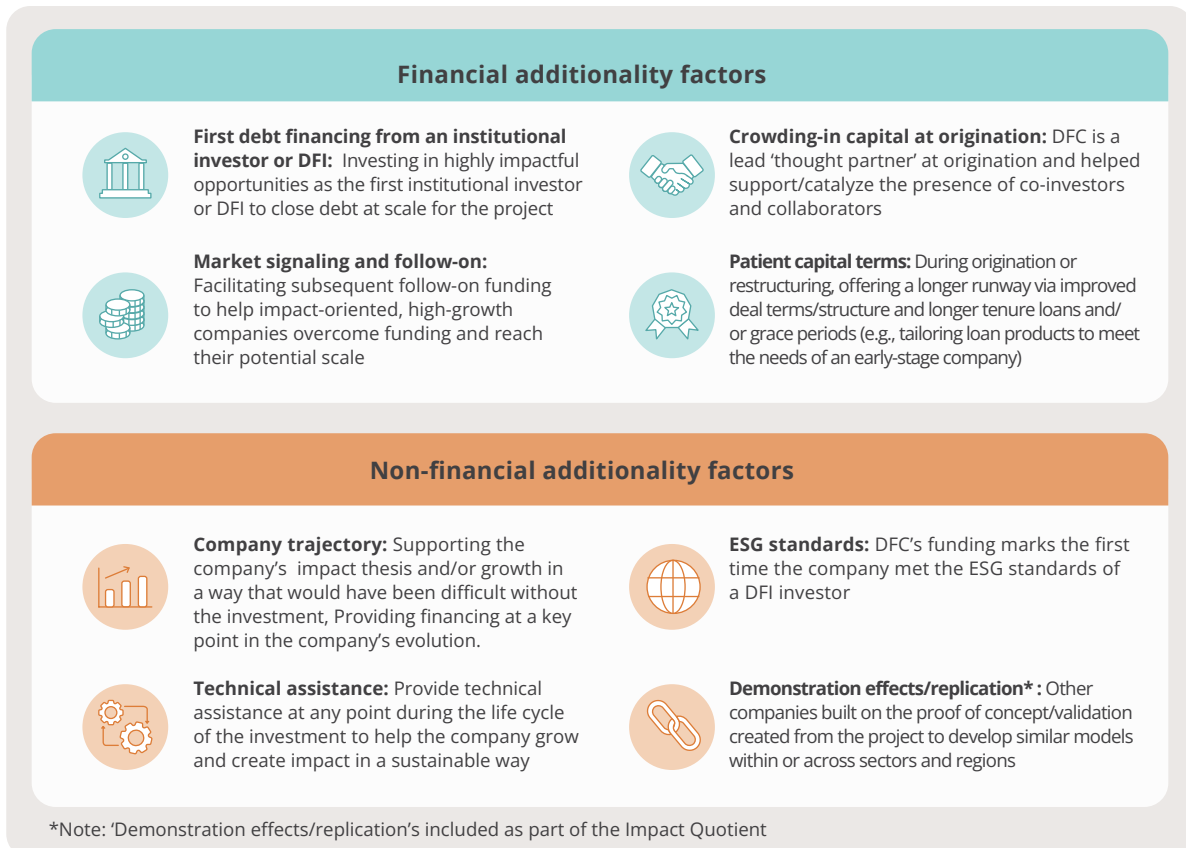 Financial additionality factors
First debt financing from an institutional
investor or DFI: Investing in highly impactful
opportunities as the first institutional investor
or DFI to close debt at scale for the project
Crowding-in capital at origination: DFC is a
lead ‘thought partner’ at origination and helped
support/catalyze the presence of co-investors
and collaborators
Market signaling and follow-on:
Facilitating subsequent follow-on funding
to help impact-oriented, high-growth
companies overcome funding and reach
their potential scale
Patient capital terms: During origination or
restructuring, offering a longer runway via improved
deal terms/structure and longer tenure loans and/
or grace periods (e.g., tailoring loan products to meet
the needs of an early-stage company)
Non-financial additionality factors
Company trajectory: Supporting the
company’s impact thesis and/or growth in
a way that would have been difficult without
the investment, Providing financing at a key
point in the company’s evolution.
ESG standards: DFC’s funding marks the first
time the company met the ESG standards of
a DFI investor
Technical assistance: Provide technical
assistance at any point during the life cycle
of the investment to help the company grow
and create impact in a sustainable way
Demonstration effects/replication* : Other
companies built on the proof of concept/validation
created from the project to develop similar models
within or across sectors and regions
*Note: ‘Demonstration effects/replication’s included as part of the Impact Quotient